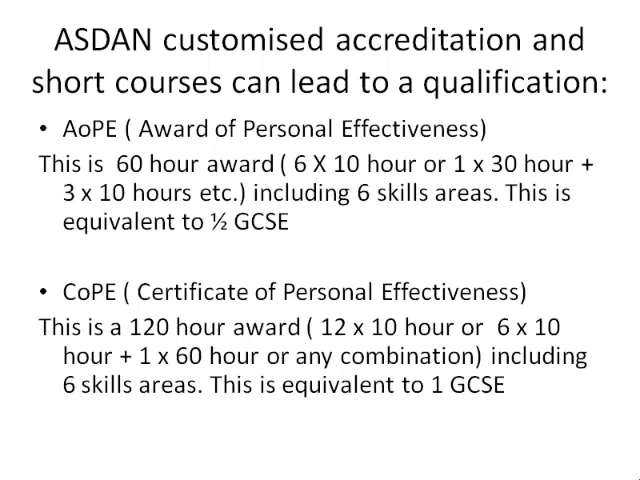 ASDAN customised accreditation and
short courses can lead to a qualification:
• AoPE ( Award of Personal Effectiveness)
This is  60 hour award ( 6 X 10 hour or 1 x 30 hour +
3 x 10 hours etc.) including 6 skills areas. This is
equivalent to ½ GCSE
• CoPE ( Certificate of Personal Effectiveness)
This is a 120 hour award ( 12 x 10 hour or  6 x 10
hour + 1 x 60 hour or any combination) including
6 skills areas. This is equivalent to 1 GCSE